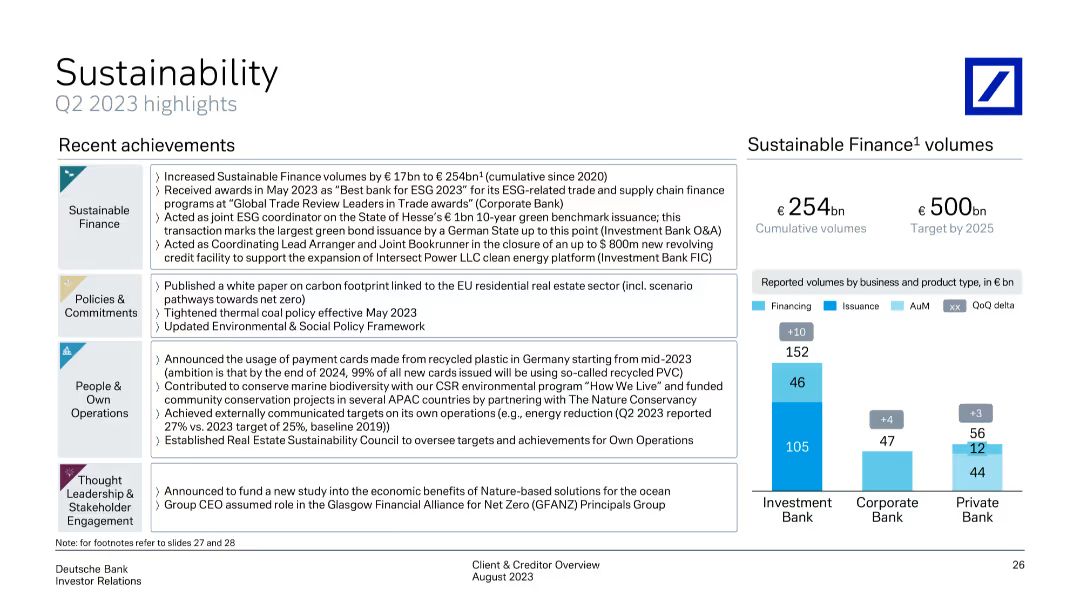 Sustainability
Q2 2023 highlights
Recent achievements
Sustainable
Finance
〉Increased Sustainable Finance volumes by € 17bn to € 254bn¹ (cumulative since 2020)
〉Received awards in May 2023 as “Best bank for ESG 2023” for its ESG-related trade and supply chain finance
programs at “Global Trade Review Leaders in Trade awards” (Corporate Bank)
〉Acted as joint ESG coordinator on the State of Hesse’s € 1bn 10-year green benchmark issuance; this
transaction marks the largest green bond issuance by a German State up to this point (Investment Bank O&A)
〉Acted as Coordinating Lead Arranger and Joint Bookrunner in the closure of an up to $ 800m new revolving
credit facility to support the expansion of Intersect Power LLC clean energy platform (Investment Bank FIC)
Policies &
Commitments
〉Published a white paper on carbon footprint linked to the EU residential real estate sector (incl. scenario
pathways towards net zero)
〉Tightened thermal coal policy effective May 2023
〉Updated Environmental & Social Policy Framework
People &
Own
Operations
〉Announced the usage of payment cards made from recycled plastic in Germany starting from mid-2023
(ambition is that by the end of 2024, 99% of all new cards issued will be using so-called recycled PVC)
〉Contributed to conserve marine biodiversity with our CSR environmental program “How We Live” and funded
community conservation projects in several APAC countries by partnering with The Nature Conservancy
〉Achieved externally communicated targets on its own operations (e.g., energy reduction (Q2 2023 reported
27% vs. 2023 target of 25%, baseline 2019))
〉Established Real Estate Sustainability Council to oversee targets and achievements for Own Operations
Thought
Leadership &
Stakeholder
Engagement
〉Announced to fund a new study into the economic benefits of Nature-based solutions for the ocean
〉Group CEO assumed role in the Glasgow Financial Alliance for Net Zero (GFANZ) Principals Group
Sustainable Finance¹ volumes
€ 254bn
Cumulative volumes
€ 500bn
Target by 2025
Reported volumes by business and product type, in € bn
Financing
Issuance
AuM
xx
QoQ delta
+10
152
46
105
Investment
Bank
+4
47
Corporate
Bank
+3
56
12
44
Private
Bank
Note: for footnotes refer to slides 27 and 28
Deutsche Bank
Investor Relations
Client & Creditor Overview
August 2023
26